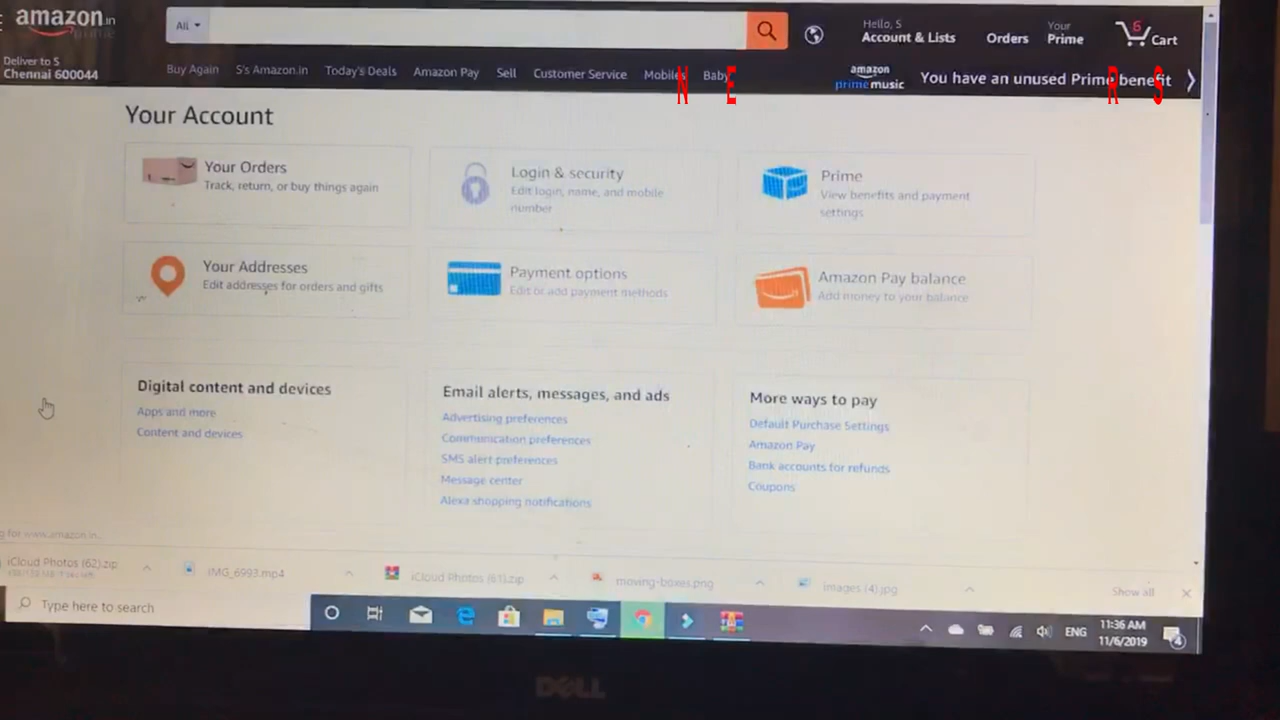 amazon.in
prime
All
Hello, S
Account & Lists
Orders
Your
Prime
6
Cart
Deliver to S
Chennai 600044
Buy Again
S's Amazon.in
Today's Deals
Amazon Pay
Sell
Customer Service
Mobiles
Baby
amazon
prime music
You have an unused Prime benefit
N E R S
Your Account
Your Orders
Track, return, or buy things again
Login & security
Edit login, name, and mobile
number
Prime
View benefits and payment
settings
Your Addresses
Edit addresses for orders and gifts
Payment options
Edit or add payment methods
Amazon Pay balance
Add money to your balance
Digital content and devices
Apps and more
Content and devices
Email alerts, messages, and ads
Advertising preferences
Communication preferences
SMS alert preferences
Message center
Alexa shopping notifications
More ways to pay
Default Purchase Settings
Amazon Pay
Bank accounts for refunds
Coupons
g for www.amazon.in...
iCloud Photos (62).zip
IMG_6993.mp4
iCloud Photos (61).zip
moving-boxes.png
images (4).jpg
Show all
Type here to search
ENG
11:36 AM
11/6/2019
4
DELL